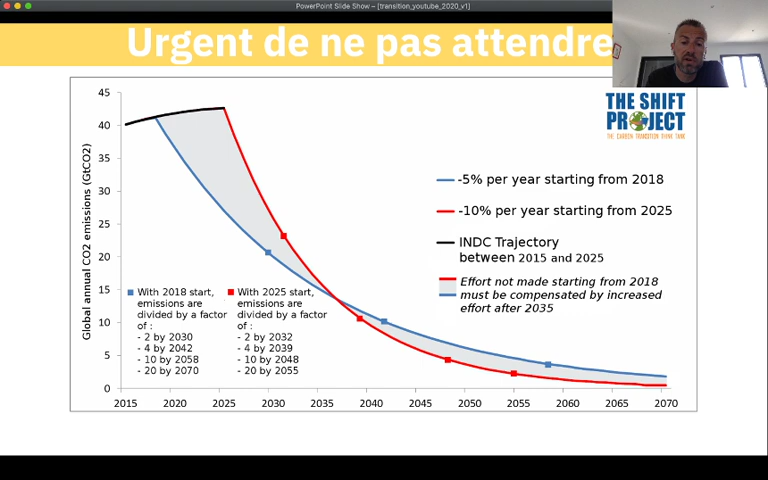 PowerPoint Slide Show – [transition_youtube_2020_v1]
Urgent de ne pas attendre
THE SHIFT
PROJECT
THE CARBON TRANSITION THINK TANK
Global annual CO2 emissions (GtCO2)
45
40
35
30
25
20
15
10
5
0
-5% per year starting from 2018
-10% per year starting from 2025
INDC Trajectory
between 2015 and 2025
Effort not made starting from 2018
must be compensated by increased
effort after 2035
With 2018 start,
emissions are
divided by a factor
of :
- 2 by 2030
- 4 by 2042
- 10 by 2058
- 20 by 2070
With 2025 start,
emissions are
divided by a factor
of :
- 2 by 2032
- 4 by 2039
- 10 by 2048
- 20 by 2055
2015 2020 2025 2030 2035 2040 2045 2050 2055 2060 2065 2070